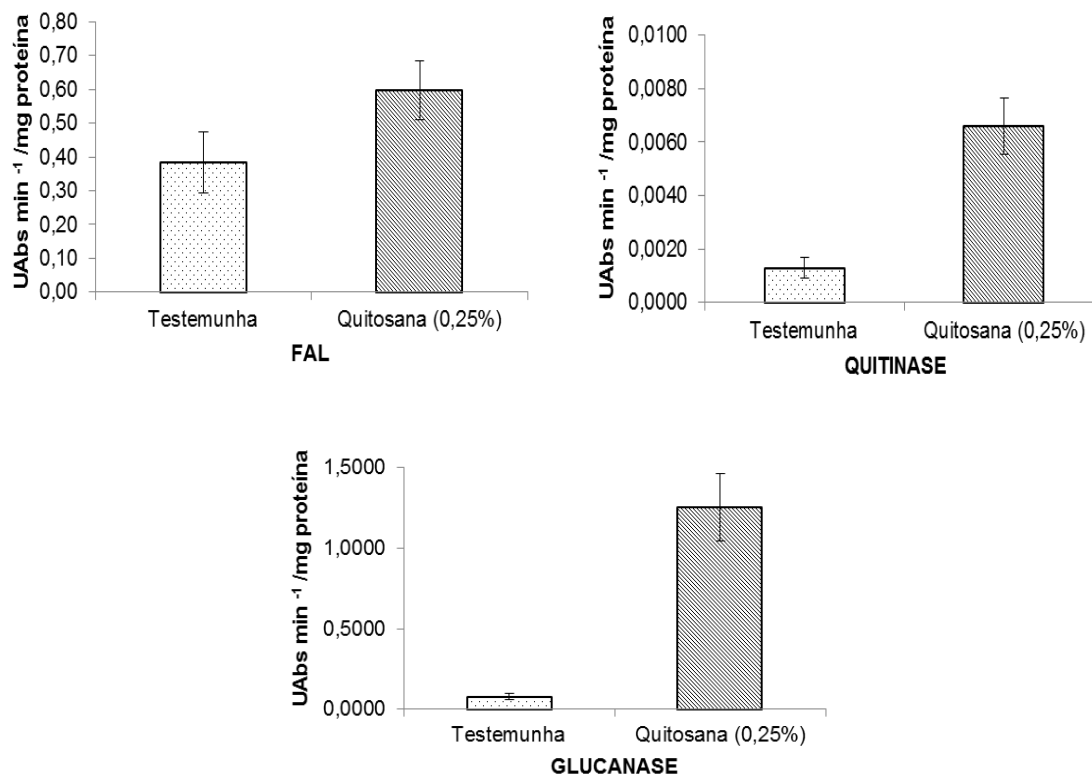 UAbs min ⁻¹ /mg proteína
0,80
0,70
0,60
0,50
0,40
0,30
0,20
0,10
0,00
Testemunha
Quitosana (0,25%)
FAL
UAbs min ⁻¹ /mg proteína
0,0100
0,0080
0,0060
0,0040
0,0020
0,0000
Testemunha
Quitosana (0,25%)
QUITINASE
UAbs min ⁻¹ /mg proteína
1,5000
1,0000
0,5000
0,0000
Testemunha
Quitosana (0,25%)
GLUCANASE